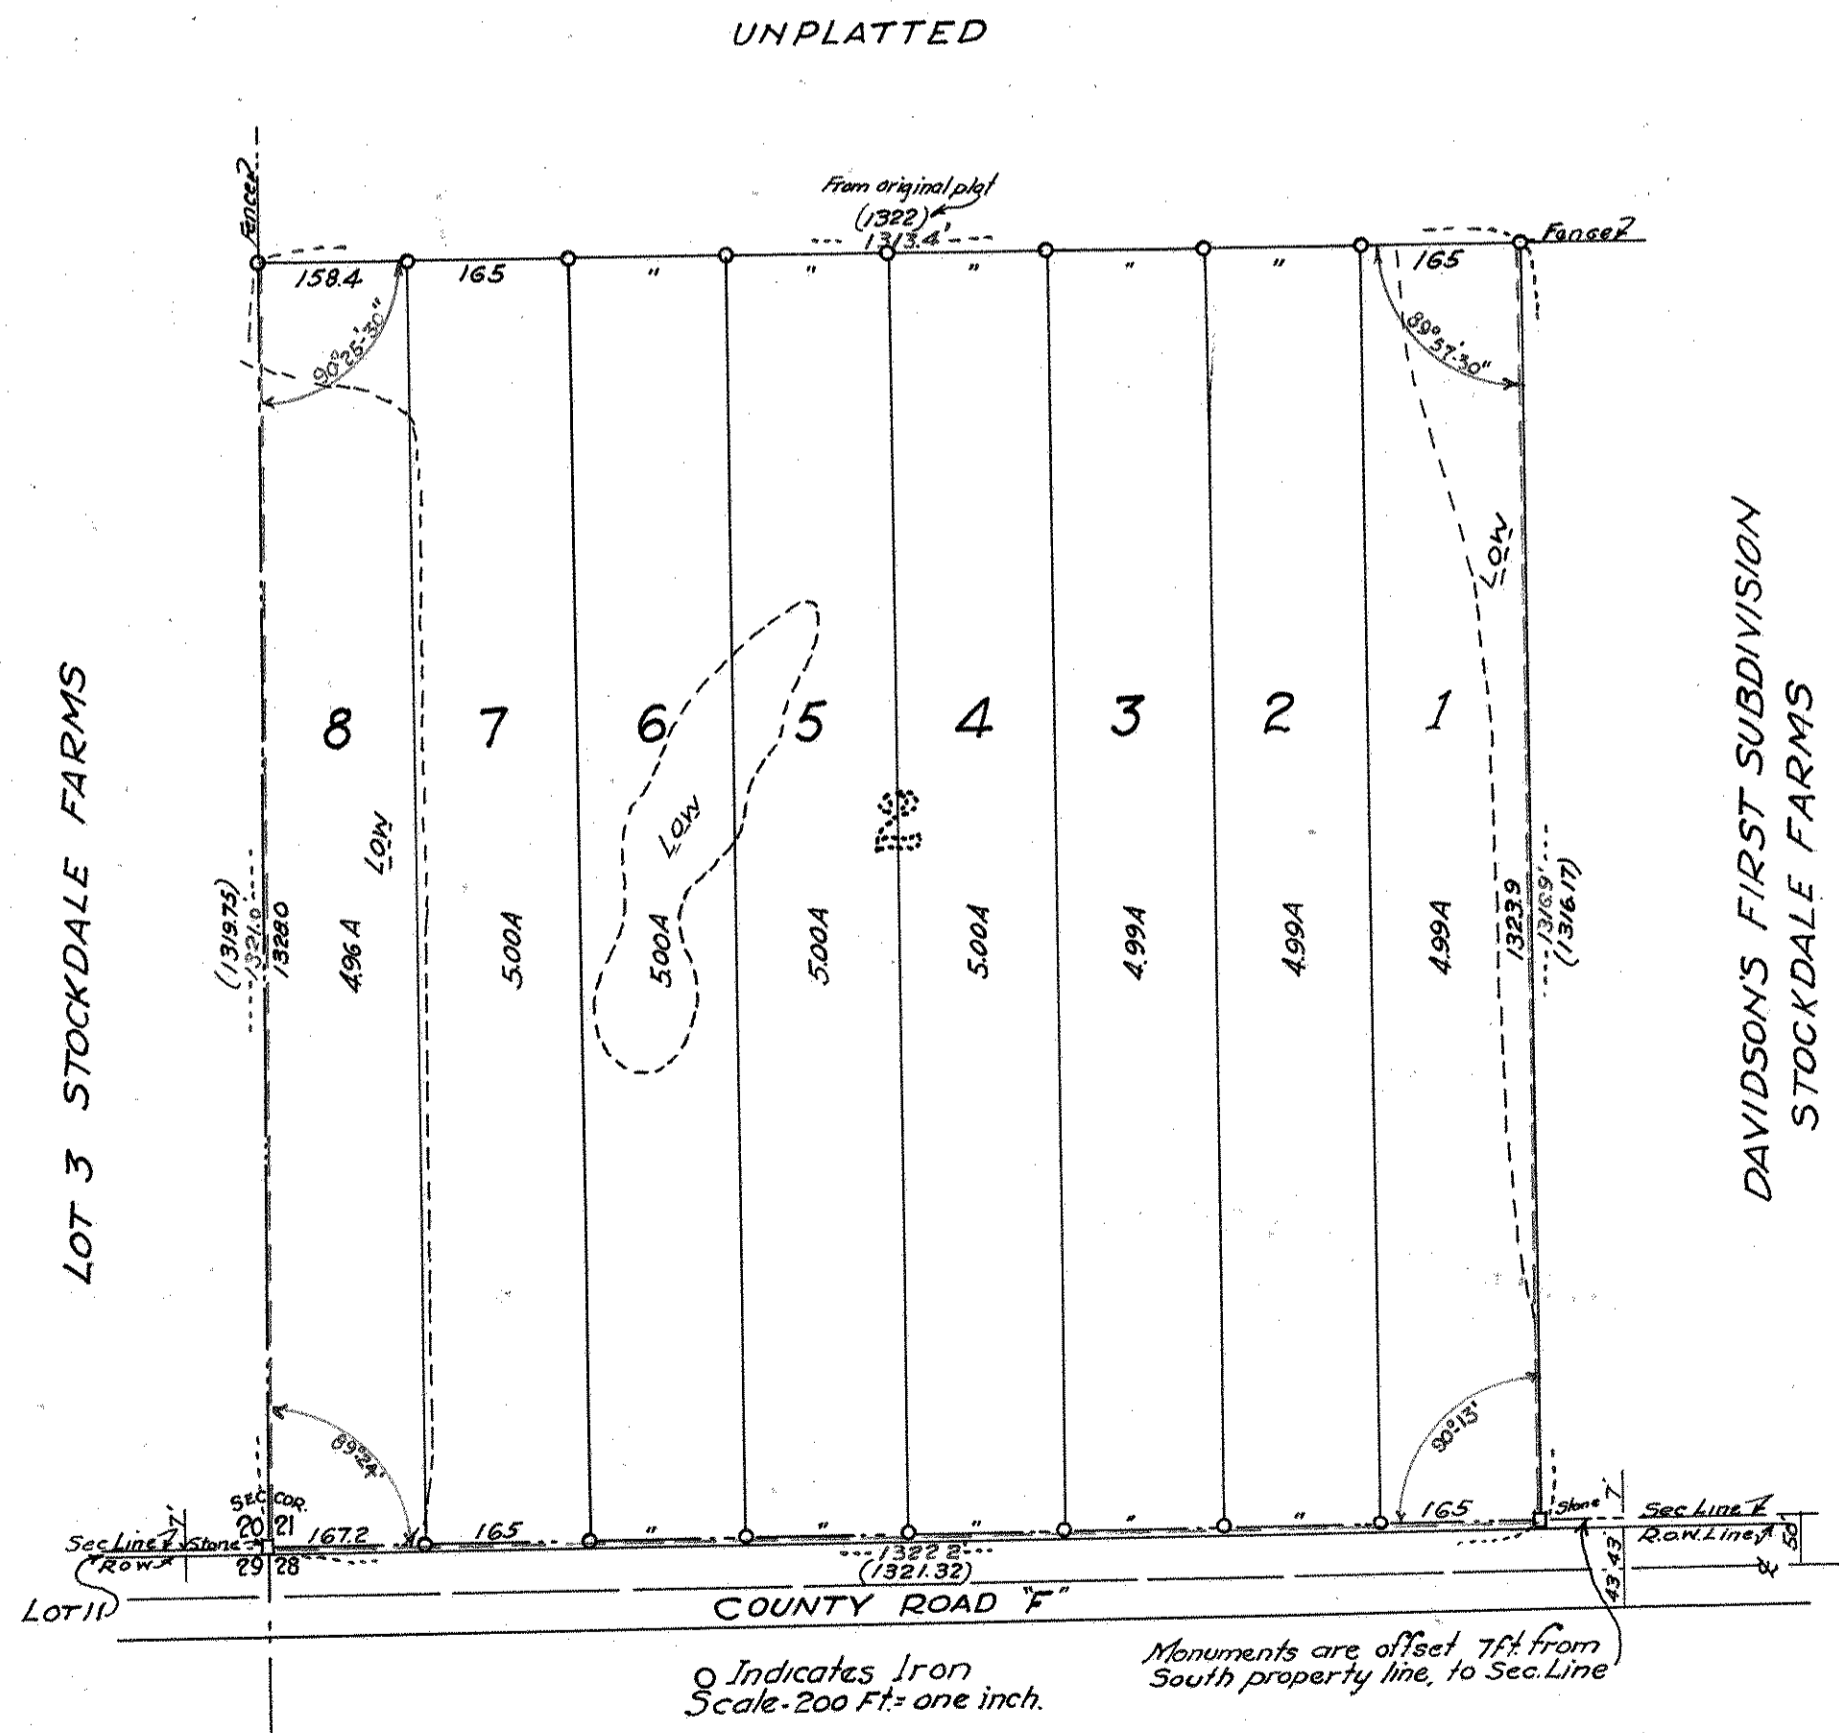 UNPLATTED
From original plat
(1322)
1313.4'
Fence
Fence
158.4
165
"
"
"
"
"
165
90°25'-30"
89°57'-30"
LOW
8
7
6
5
4
3
2
1
LOW
LOW
12
LOT 3 STOCKDALE FARMS
DAVIDSON'S FIRST SUBDIVISION
STOCKDALE FARMS
(1319.75)
1321.0'
1328.0
4.96 A
5.00A
5.00A
5.00A
5.00A
4.99A
4.99A
4.99A
1323.9
1316.9'
(1316.17)
89°24'
90°13'
SEC. COR.
20 21
29 28
Sec Line
7'
Stone
R.O.W.
LOT 11
167.2
165
"
"
"
"
"
165
Stone
7'
Sec Line
R.O.W. Line
50'
43'
43'
1322.2'
(1321.32)
COUNTY ROAD "F"
O Indicates Iron
Scale-200 Ft.= one inch.
Monuments are offset 7ft. from
South property line, to Sec. Line